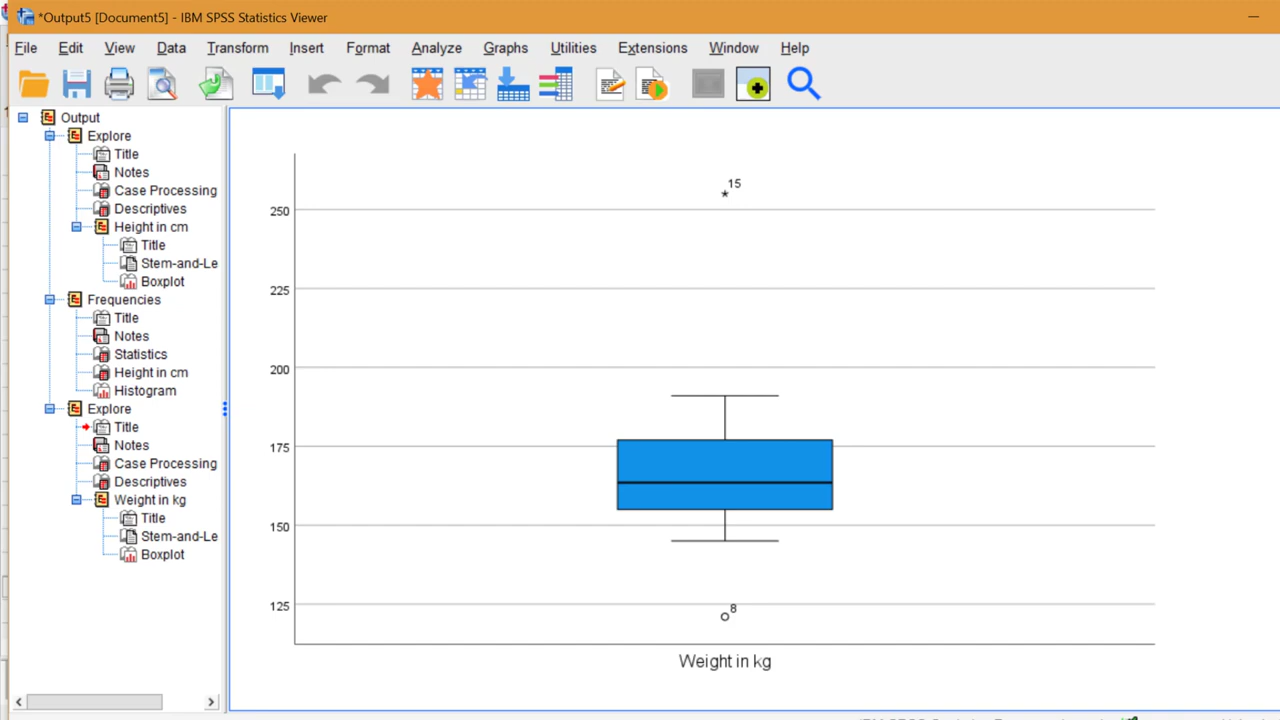 *Output5 [Document5] - IBM SPSS Statistics Viewer
File Edit View Data Transform Insert Format Analyze Graphs Utilities Extensions Window Help
Output
Explore
Title
Notes
Case Processing
Descriptives
Height in cm
Title
Stem-and-Le
Boxplot
Frequencies
Title
Notes
Statistics
Height in cm
Histogram
Explore
Title
Notes
Case Processing
Descriptives
Weight in kg
Title
Stem-and-Le
Boxplot
15
250
225
200
175
150
125
8
Weight in kg